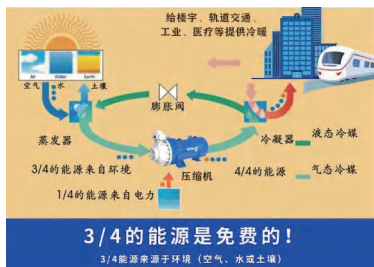 给楼宇、轨道交通、
工业、医疗等提供冷暖
Air Water Earth
空气 水 土壤
膨胀阀
蒸发器
冷凝器
液态冷媒
3/4的能源来自环境
压缩机
4/4的能源
气态冷媒
1/4的能源来自电力
3/4的能源是免费的！
3/4能源来源于环境（空气、水或土壤）